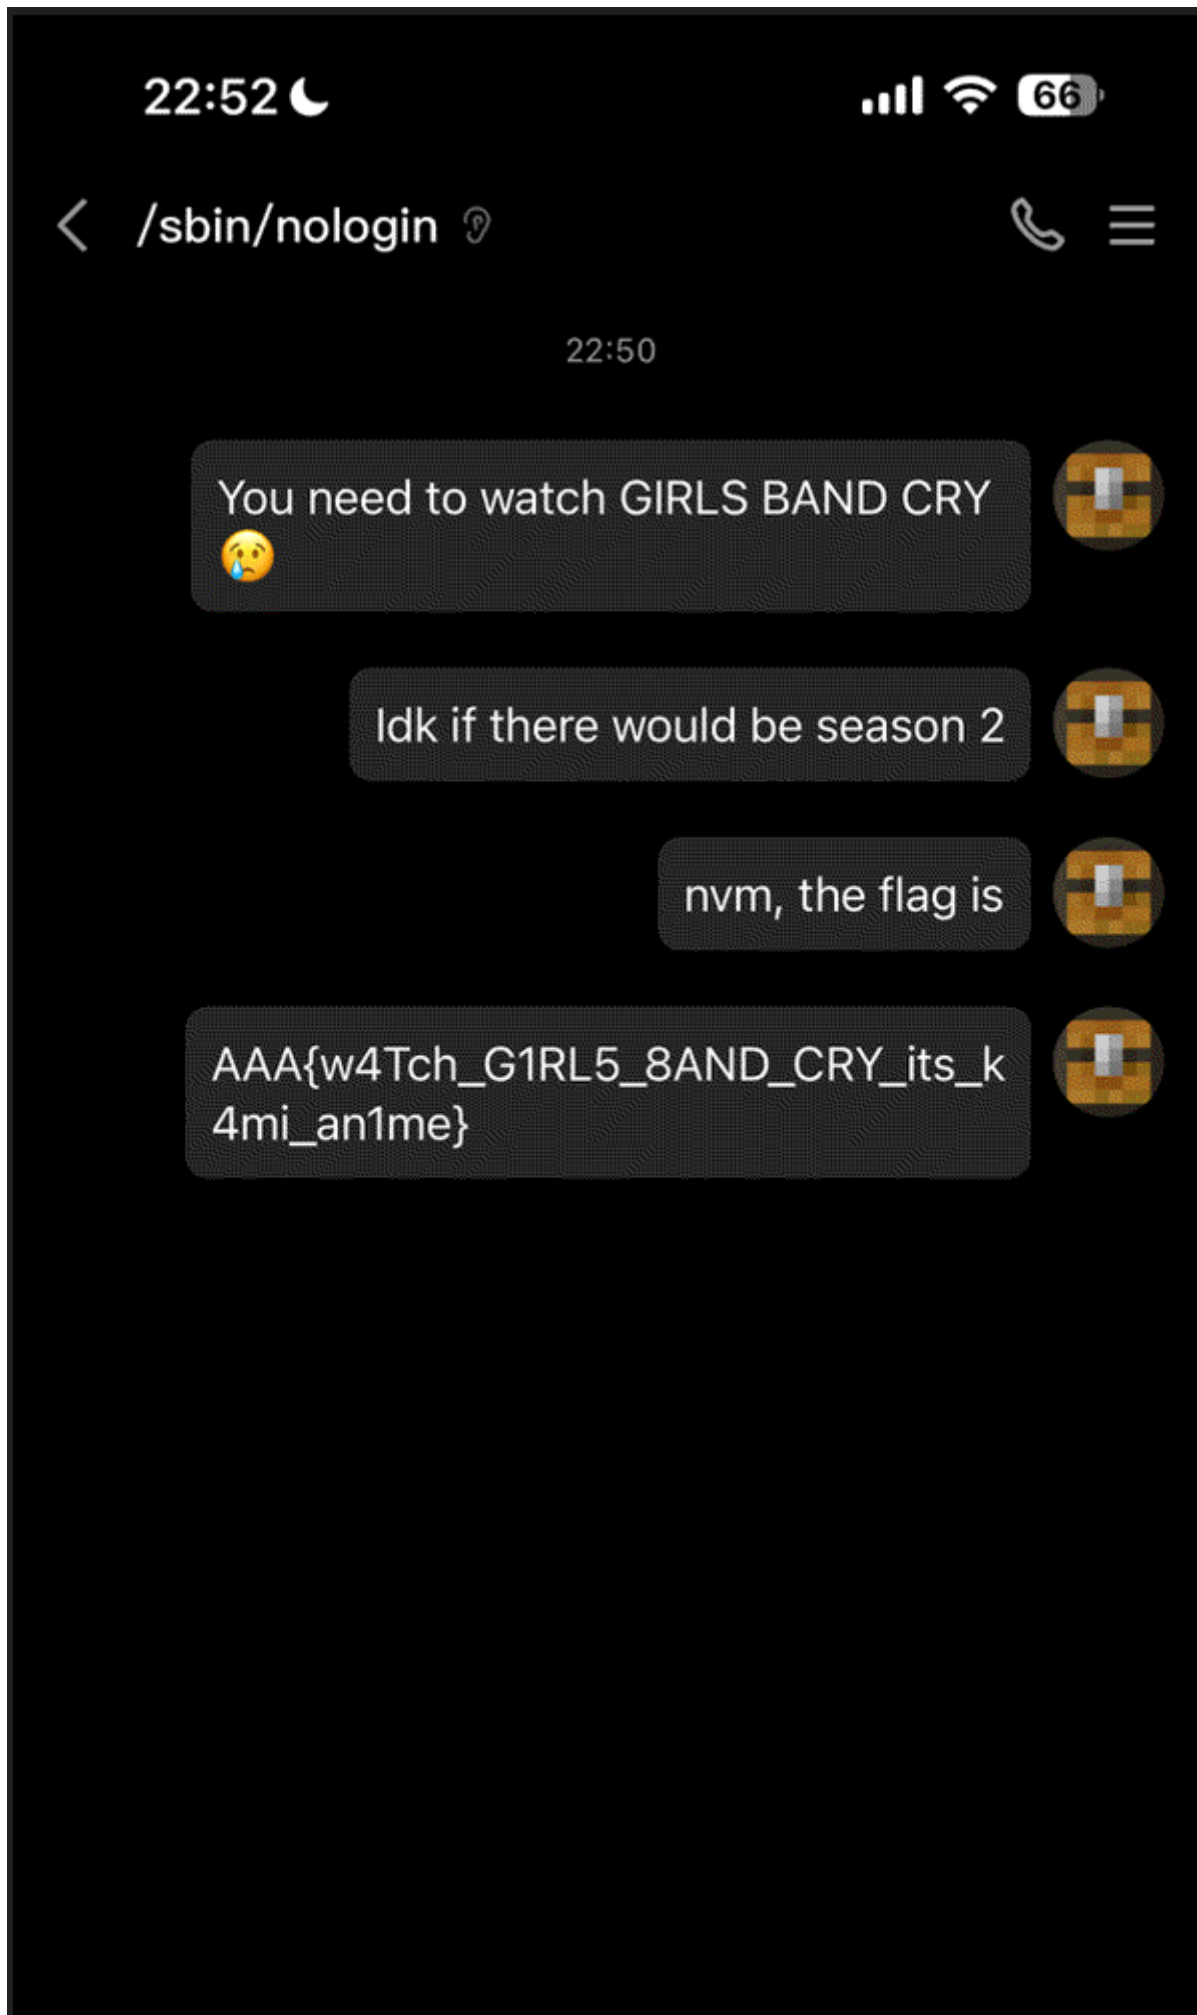 22:52
66
/sbin/nologin
22:50
You need to watch GIRLS BAND CRY
😢
Idk if there would be season 2
nvm, the flag is
AAA{w4Tch_G1RL5_8AND_CRY_its_k
4mi_an1me}